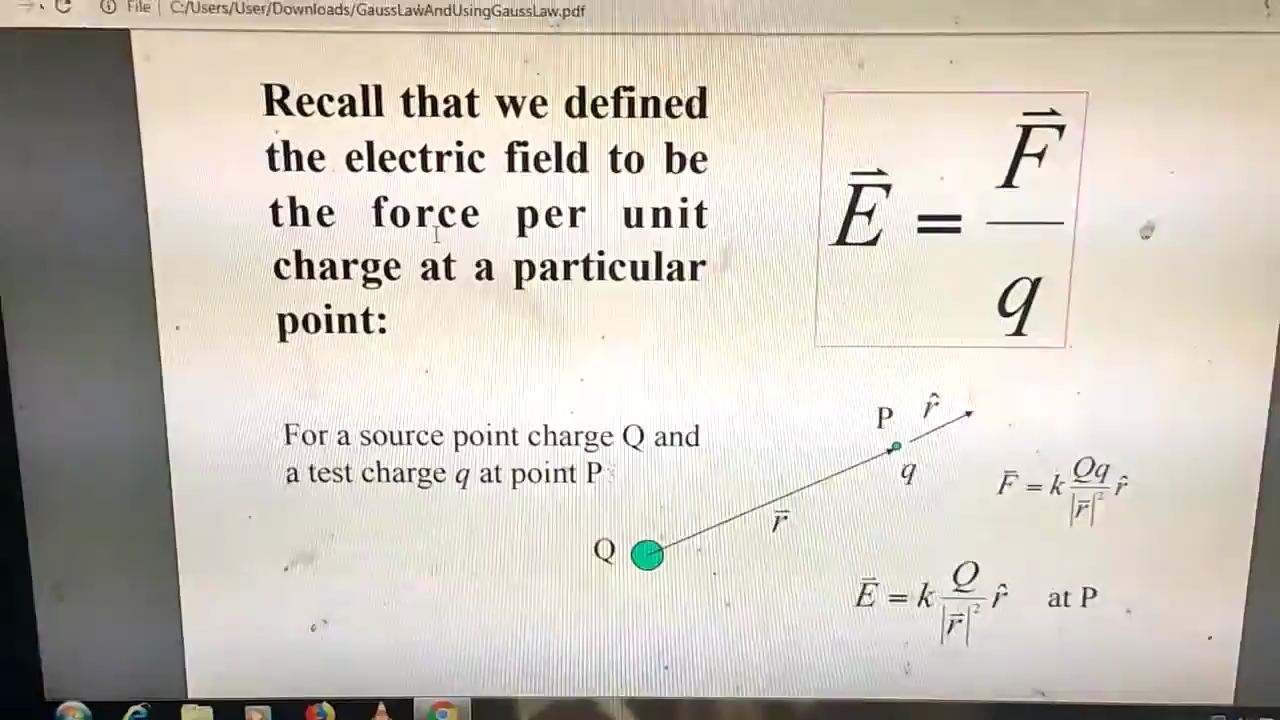 File | C:/Users/User/Downloads/GaussLawAndUsingGaussLaw.pdf
Recall that we defined
the electric field to be
the force per unit
charge at a particular
point:
E⃗ = F⃗ / q
For a source point charge Q and
a test charge q at point P
P r̂
q
r⃗
Q
F⃗ = k Qq / |r⃗|² r̂
E⃗ = k Q / |r⃗|² r̂ at P